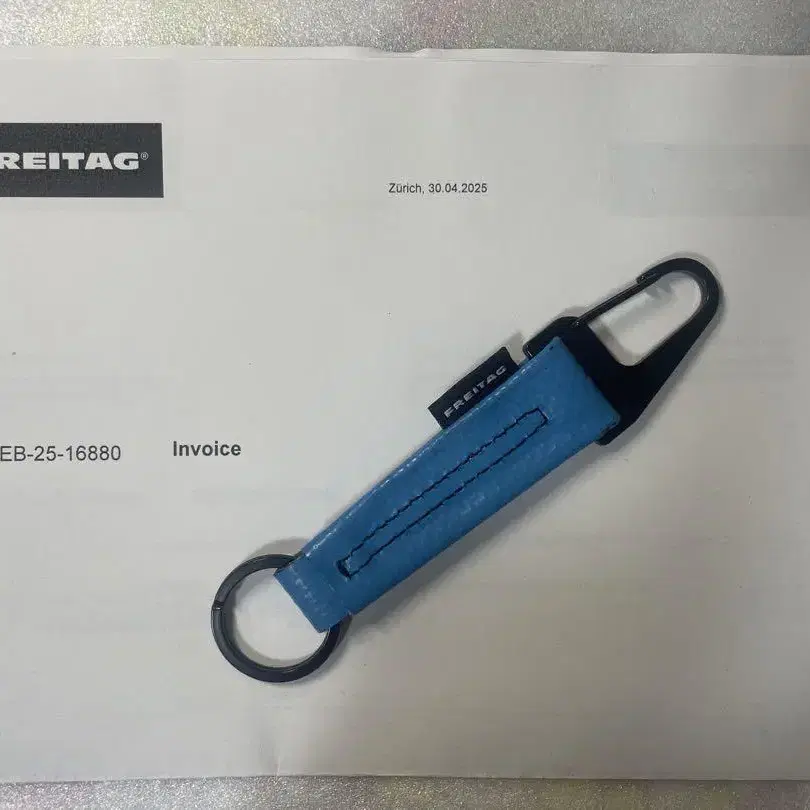 REITAG®
Zürich, 30.04.2025
FREITAG
EB-25-16880 Invoice